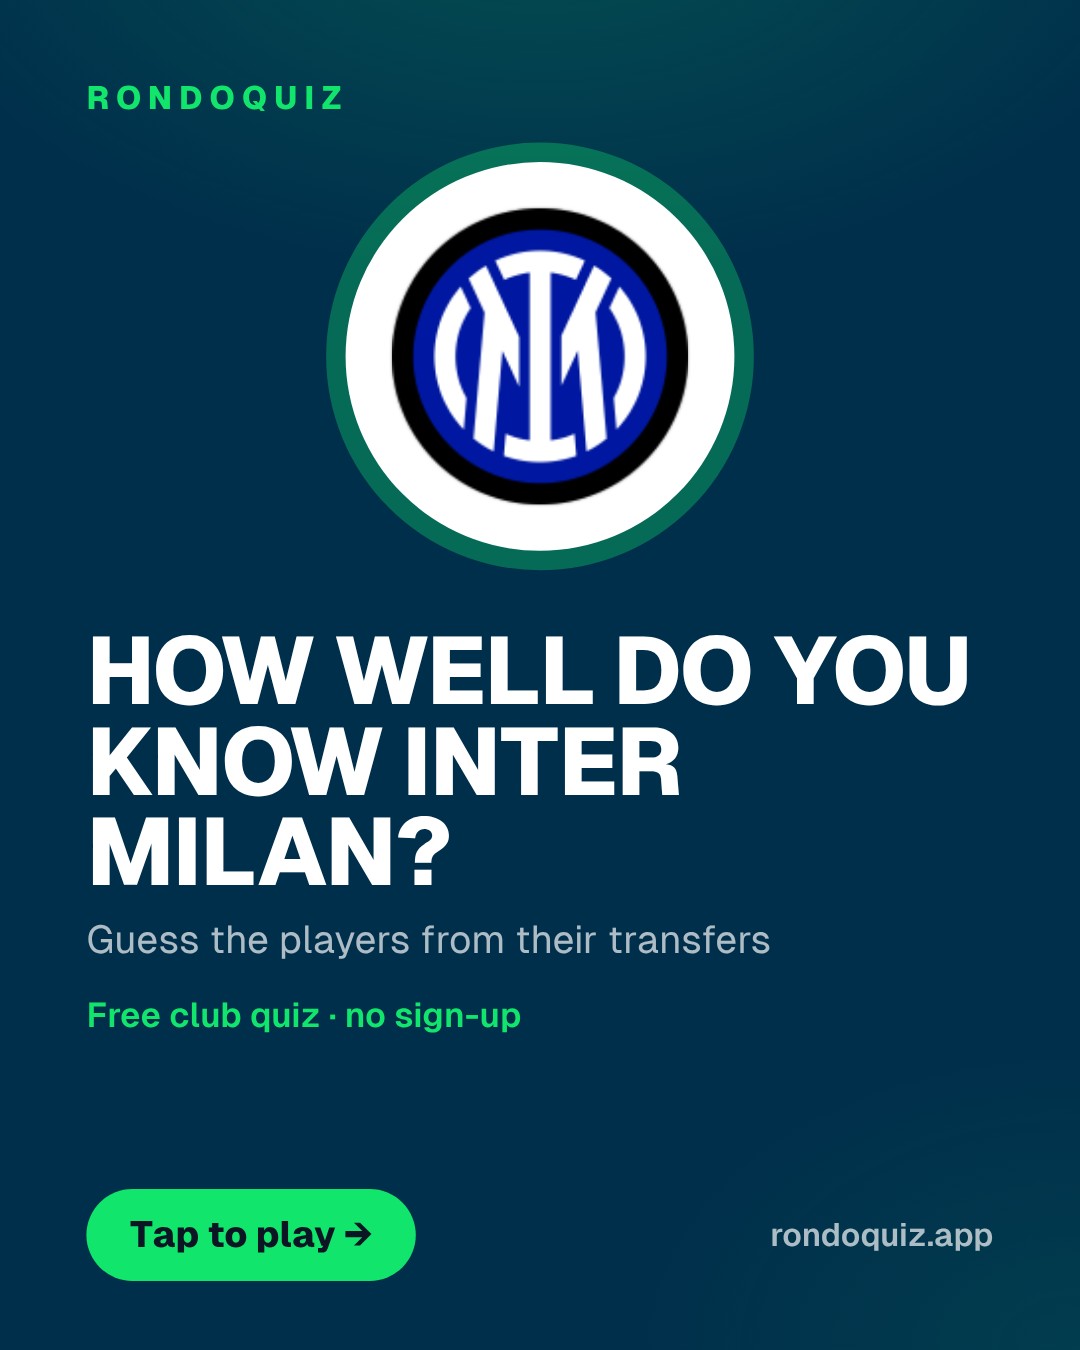 RONDOQUIZ
HOW WELL DO YOU
KNOW INTER
MILAN?
Guess the players from their transfers
Free club quiz · no sign-up
Tap to play →
rondoquiz.app